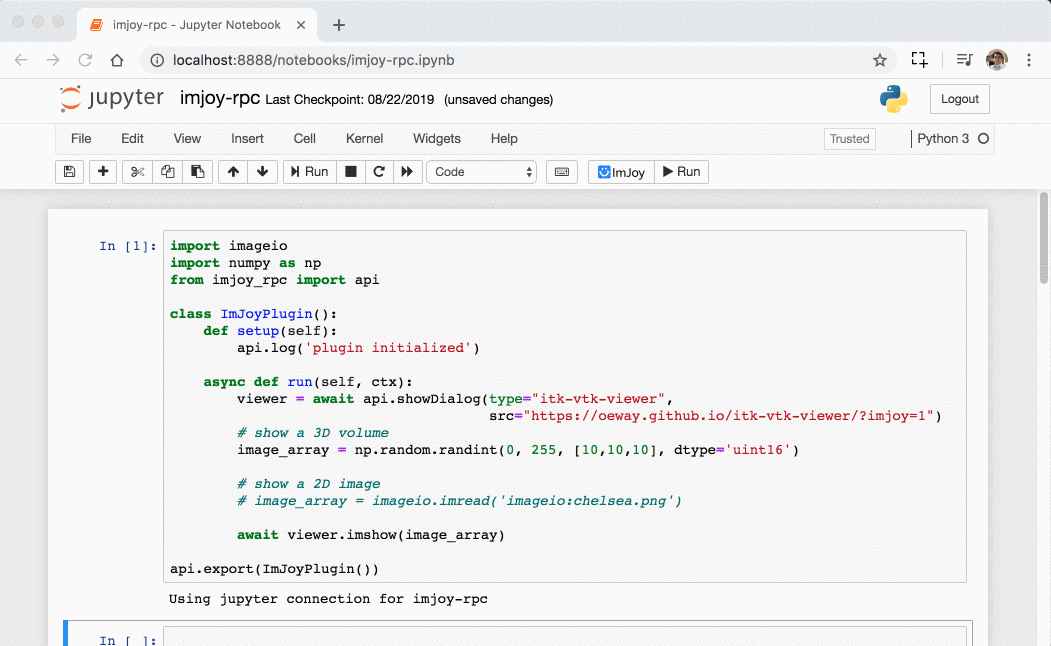 imjoy-rpc - Jupyter Notebook
localhost:8888/notebooks/imjoy-rpc.ipynb
jupyter imjoy-rpc Last Checkpoint: 08/22/2019 (unsaved changes) Logout
File Edit View Insert Cell Kernel Widgets Help Trusted Python 3
Run Code ImJoy Run
In [1]: import imageio
import numpy as np
from imjoy_rpc import api
class ImJoyPlugin():
    def setup(self):
        api.log('plugin initialized')
    async def run(self, ctx):
        viewer = await api.showDialog(type="itk-vtk-viewer",
                                      src="https://oeway.github.io/itk-vtk-viewer/?imjoy=1")
        # show a 3D volume
        image_array = np.random.randint(0, 255, [10,10,10], dtype='uint16')
        # show a 2D image
        # image_array = imageio.imread('imageio:chelsea.png')
        await viewer.imshow(image_array)
api.export(ImJoyPlugin())
Using jupyter connection for imjoy-rpc
In [ ]: